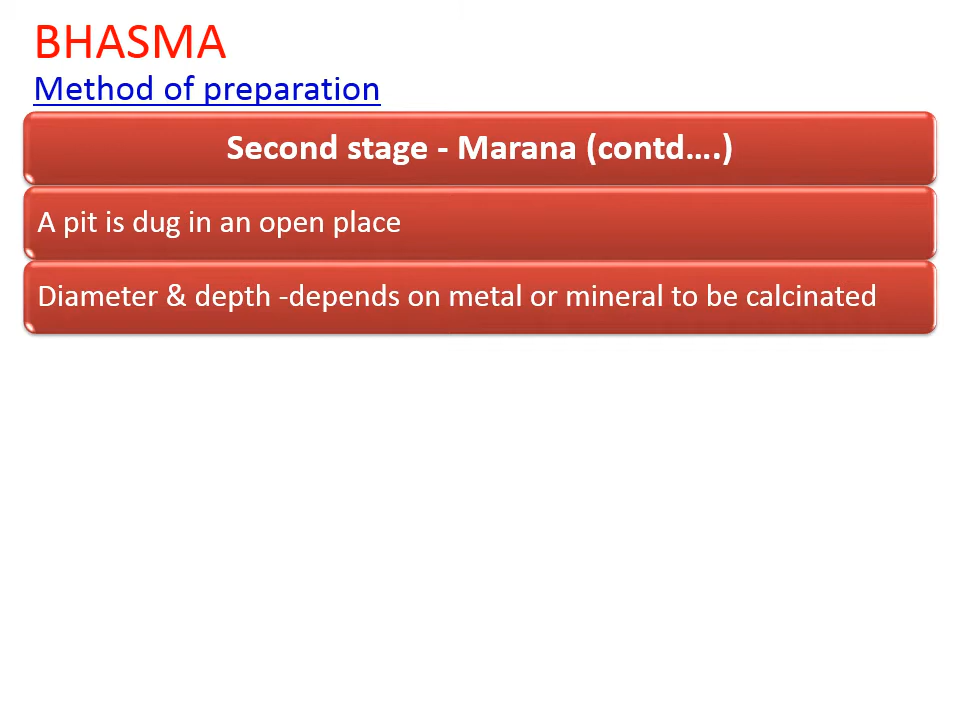 BHASMA
Method of preparation
Second stage - Marana (contd….)
A pit is dug in an open place
Diameter & depth -depends on metal or mineral to be calcinated